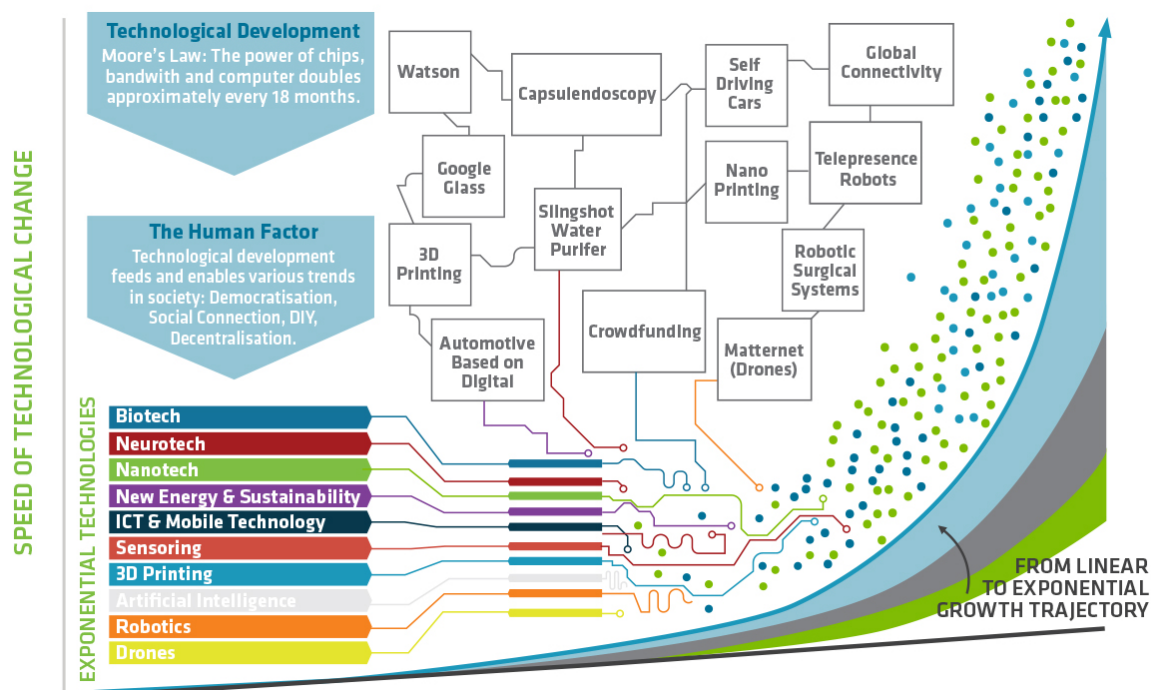 Technological Development
Moore's Law: The power of chips,
bandwith and computer doubles
approximately every 18 months.
The Human Factor
Technological development
feeds and enables various trends
in society: Democratisation,
Social Connection, DIY,
Decentralisation.
SPEED OF TECHNOLOGICAL CHANGE
EXPONENTIAL TECHNOLOGIES
Watson
Capsulendoscopy
Self
Driving
Cars
Global
Connectivity
Google
Glass
Nano
Printing
Telepresence
Robots
Slingshot
Water
Purifer
3D
Printing
Robotic
Surgical
Systems
Automotive
Based on
Digital
Crowdfunding
Matternet
(Drones)
Biotech
Neurotech
Nanotech
New Energy & Sustainability
ICT & Mobile Technology
Sensoring
3D Printing
Artificial Intelligence
Robotics
Drones
FROM LINEAR
TO EXPONENTIAL
GROWTH TRAJECTORY